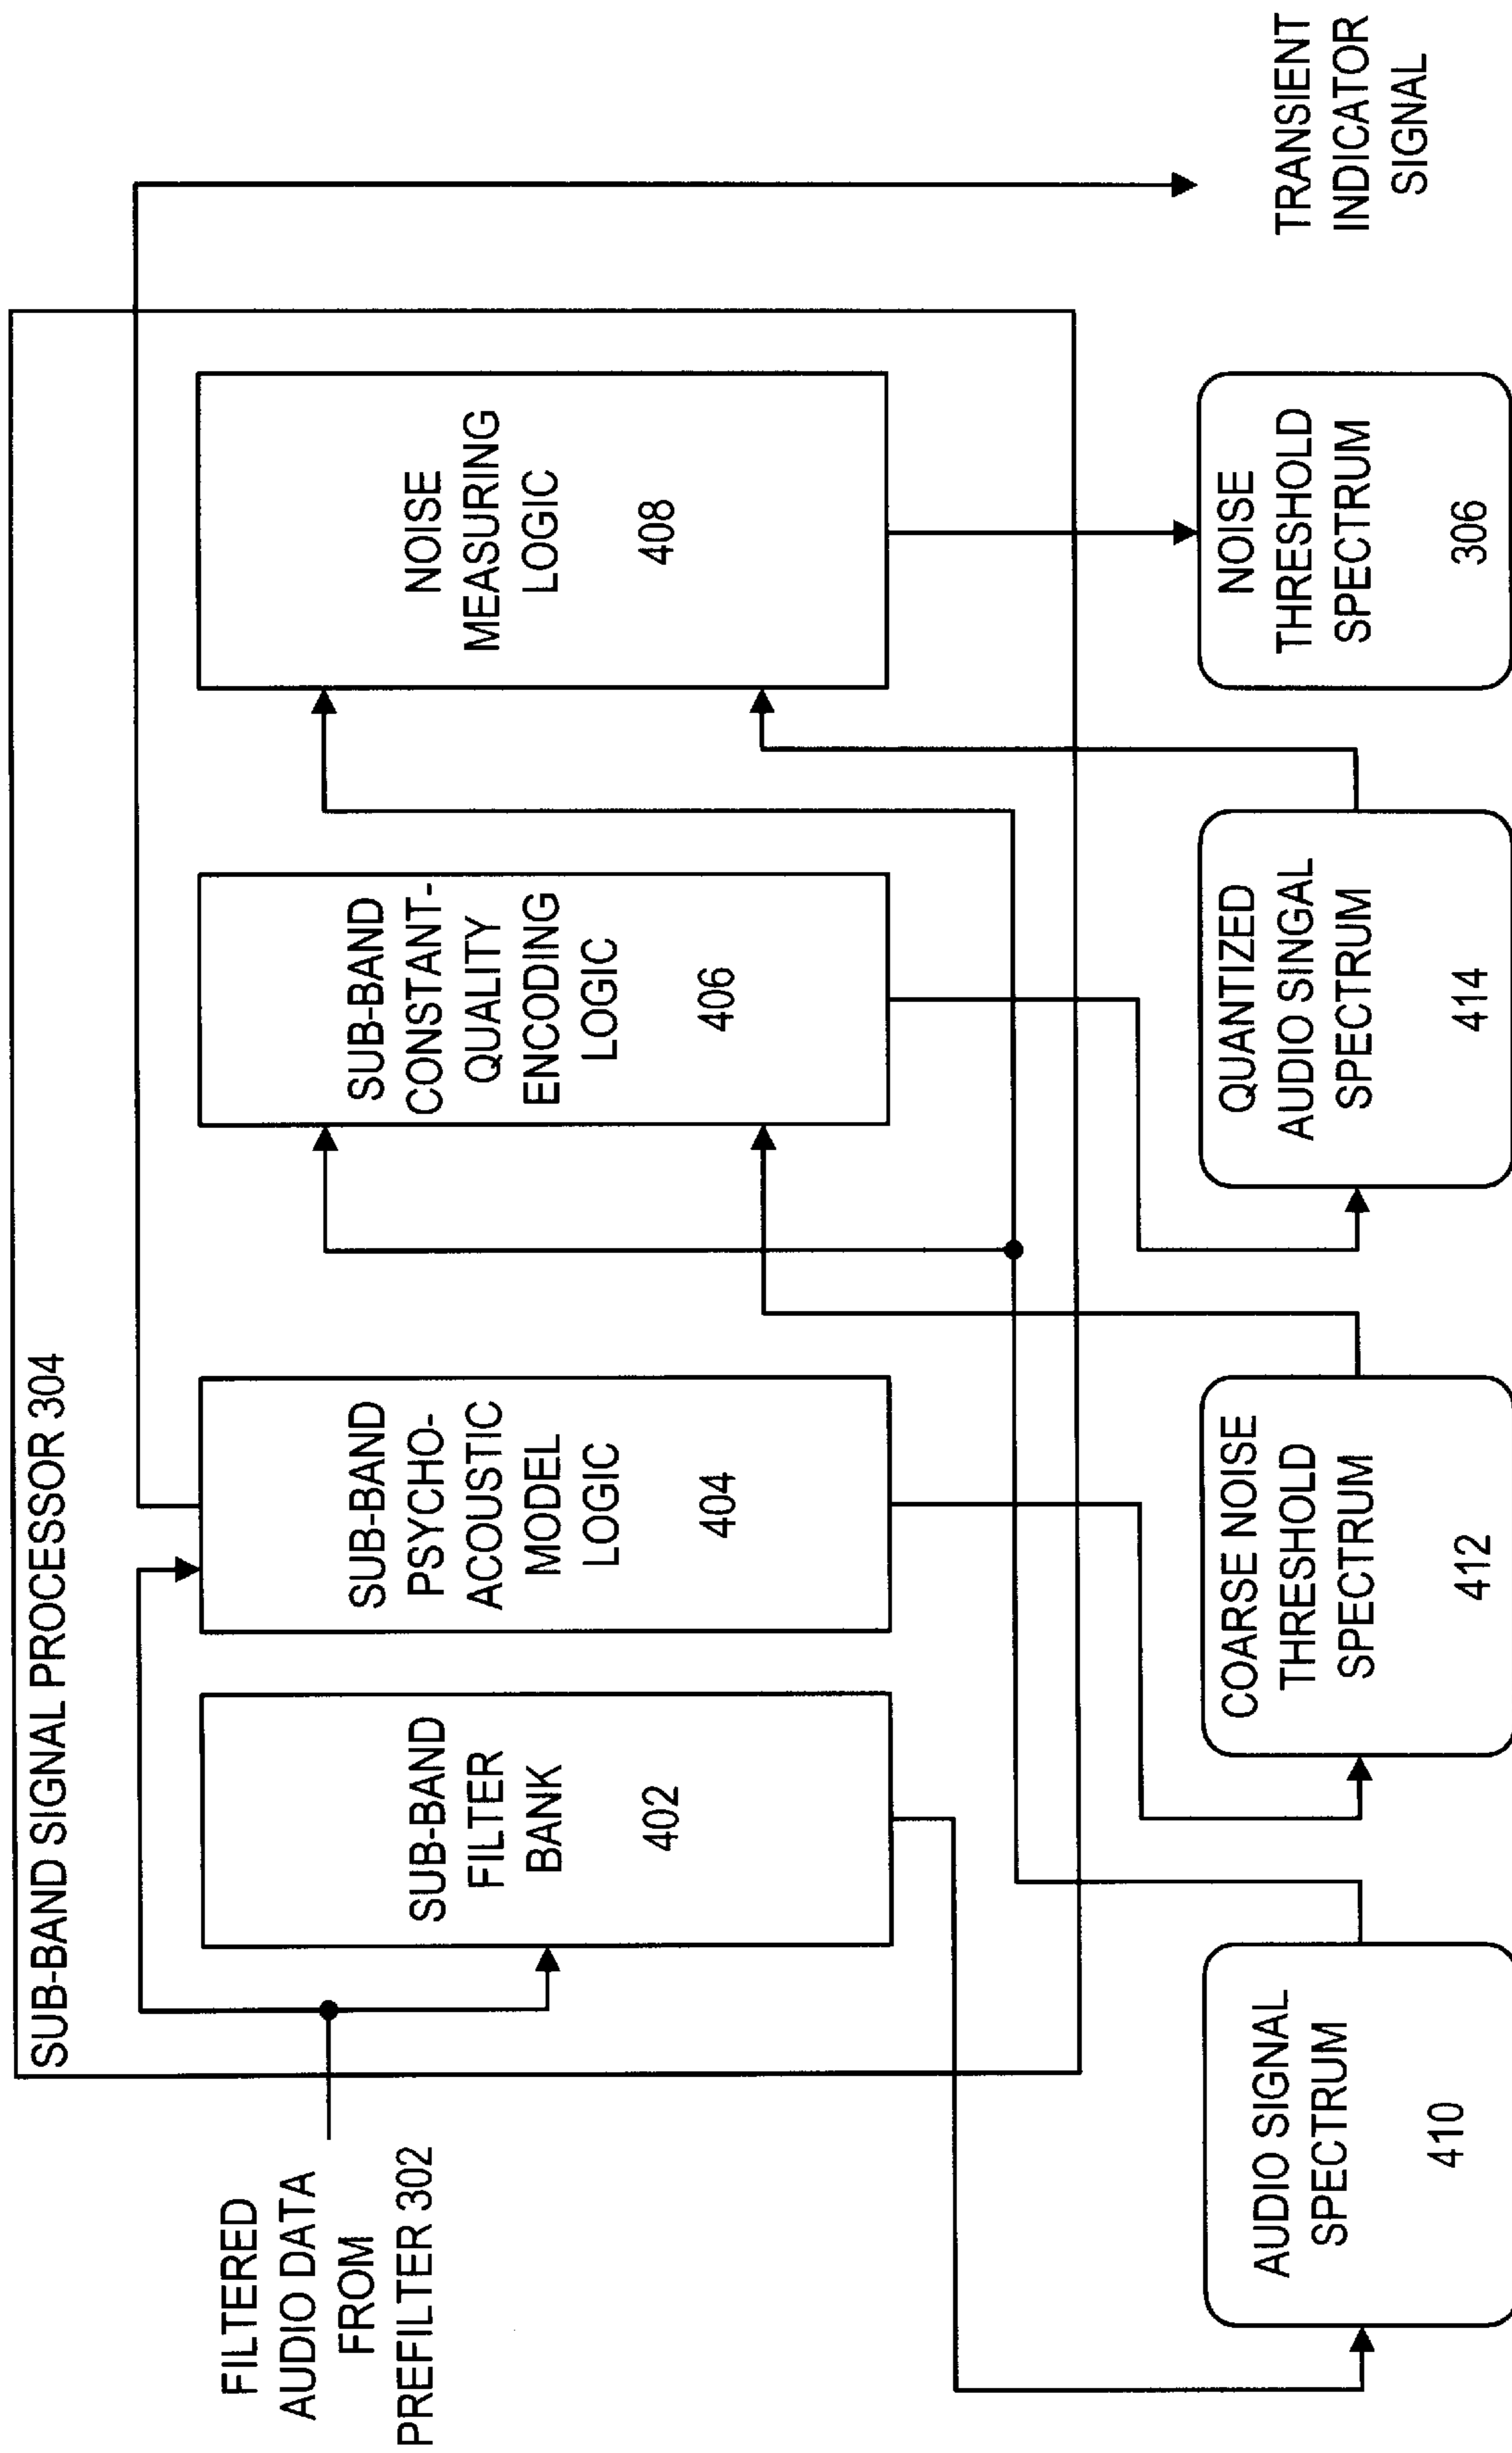 SUB-BAND SIGNAL PROCESSOR 304
FILTERED
AUDIO DATA
FROM
PREFILTER 302
SUB-BAND
FILTER
BANK
402
SUB-BAND
PSYCHO-
ACOUSTIC
MODEL
LOGIC
404
SUB-BAND
CONSTANT-
QUALITY
ENCODING
LOGIC
406
NOISE
MEASURING
LOGIC
408
AUDIO SIGNAL
SPECTRUM
410
COARSE NOISE
THRESHOLD
SPECTRUM
412
QUANTIZED
AUDIO SINGAL
SPECTRUM
414
NOISE
THRESHOLD
SPECTRUM
306
TRANSIENT
INDICATOR
SIGNAL